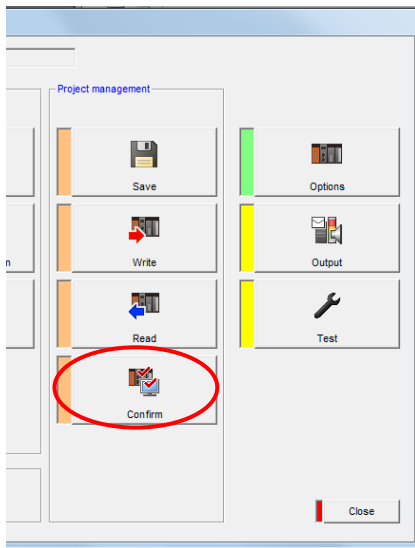 Project management
Save
Options
n
Write
Output
Read
Test
Confirm
Close